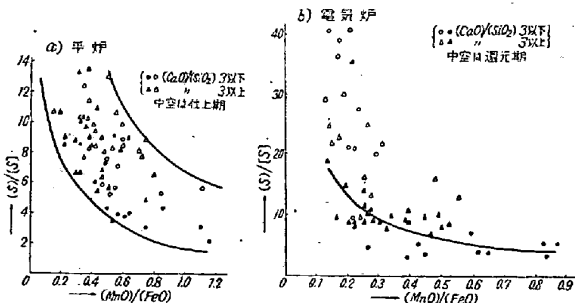 a) 平炉
○ ● (CaO)/(SiO2) 3以下
△ ▲ 〃 3以上
中空は仕上期
14
12
10
8
6
4
2
(S)/[S]
0.2 0.4 0.6 0.8 1.0 1.2
(MnO)/(FeO)
b) 電気炉
○ ● (CaO)/(SiO2) 3以下
△ ▲ 〃 3以上
中空は還元期
40
30
20
10
(S)/[S]
0.1 0.2 0.3 0.4 0.5 0.6 0.7 0.8 0.9
(MnO)/(FeO)